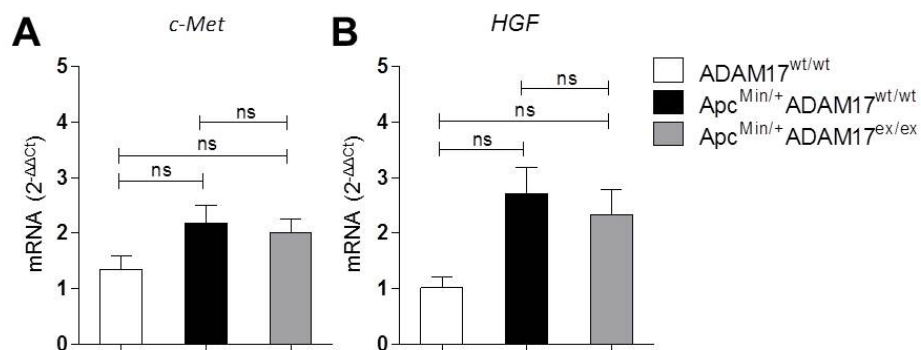 A
c-Met
mRNA (2-ΔΔCt)
5
4
3
2
1
0
ns
ns
ns
B
HGF
mRNA (2-ΔΔCt)
5
4
3
2
1
0
ns
ns
ns
ADAM17wt/wt
ApcMin/+ADAM17wt/wt
ApcMin/+ADAM17ex/ex